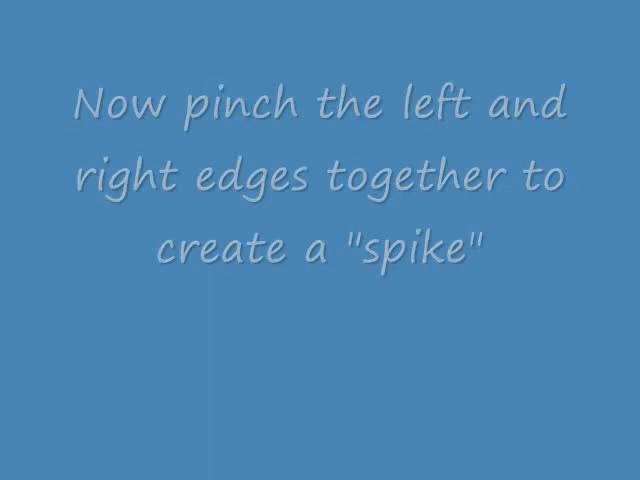 Now pinch the left and
right edges together to
create a "spike"